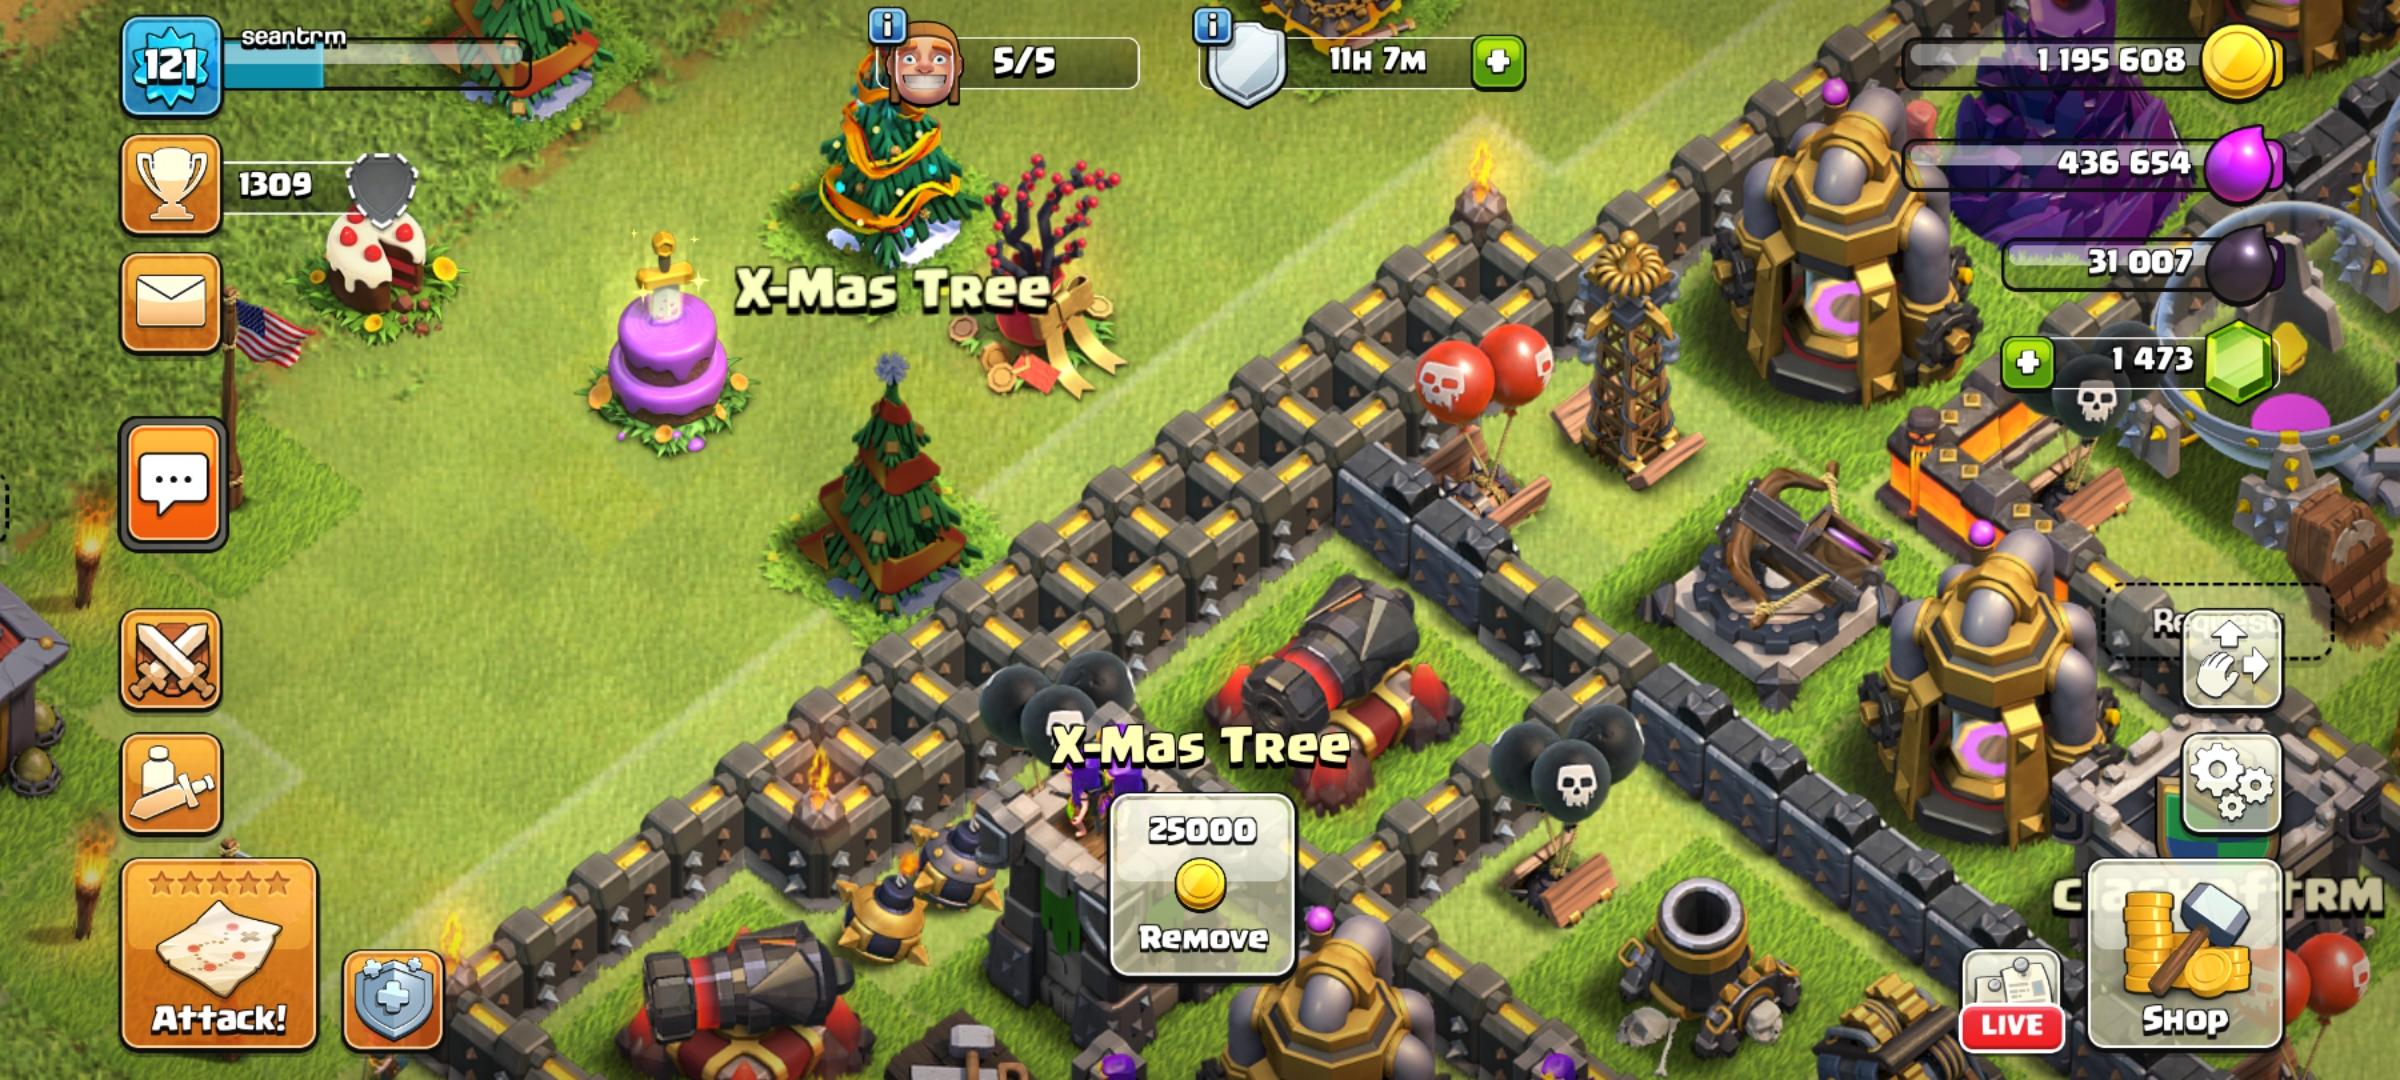 121
seantrm
5/5
11H 7M
1 195 608
1309
436 654
31 007
1 473
X-Mas Tree
Request
X-Mas Tree
25000
Remove
Attack!
LIVE
Shop